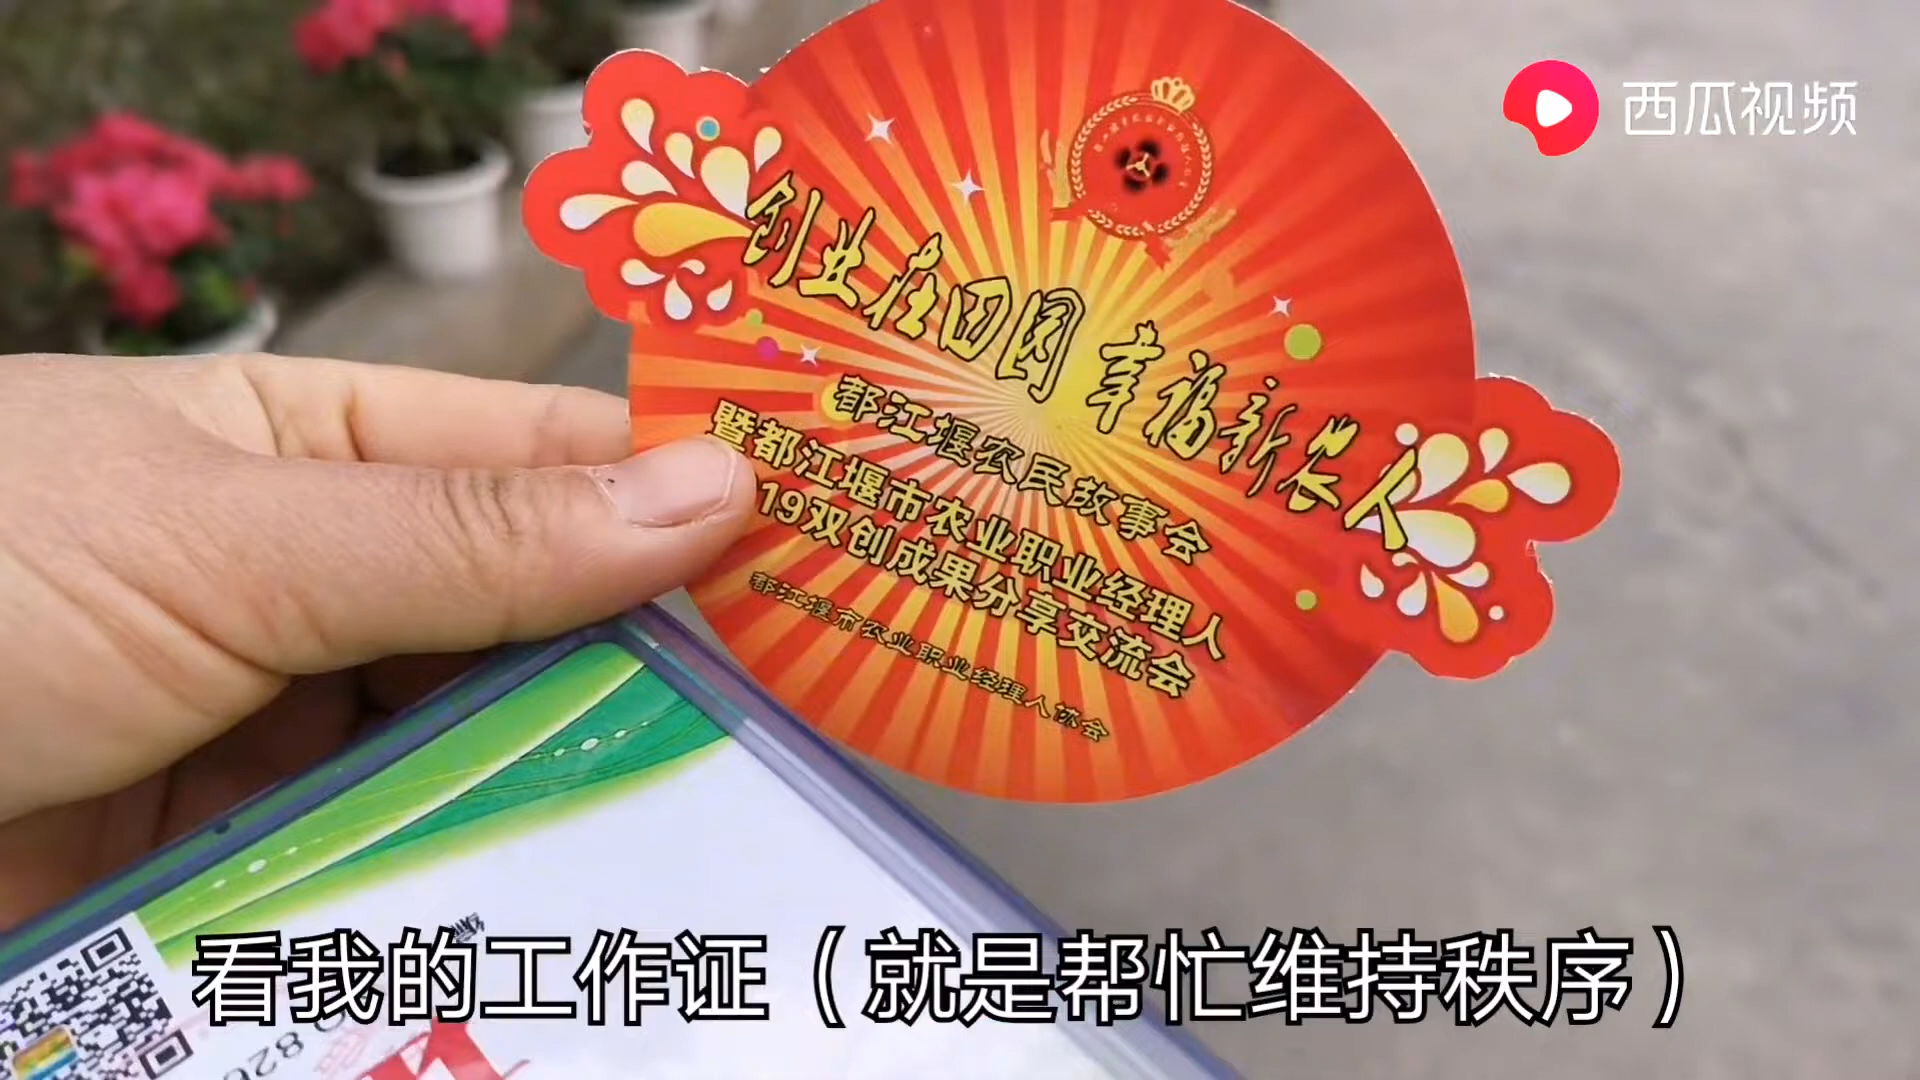 西瓜视频
创业在田园 幸福新农人
都江堰农民故事会
暨都江堰市农业职业经理人
19双创成果分享交流会
都江堰市农业职业经理人协会
看我的工作证（就是帮忙维持秩序）